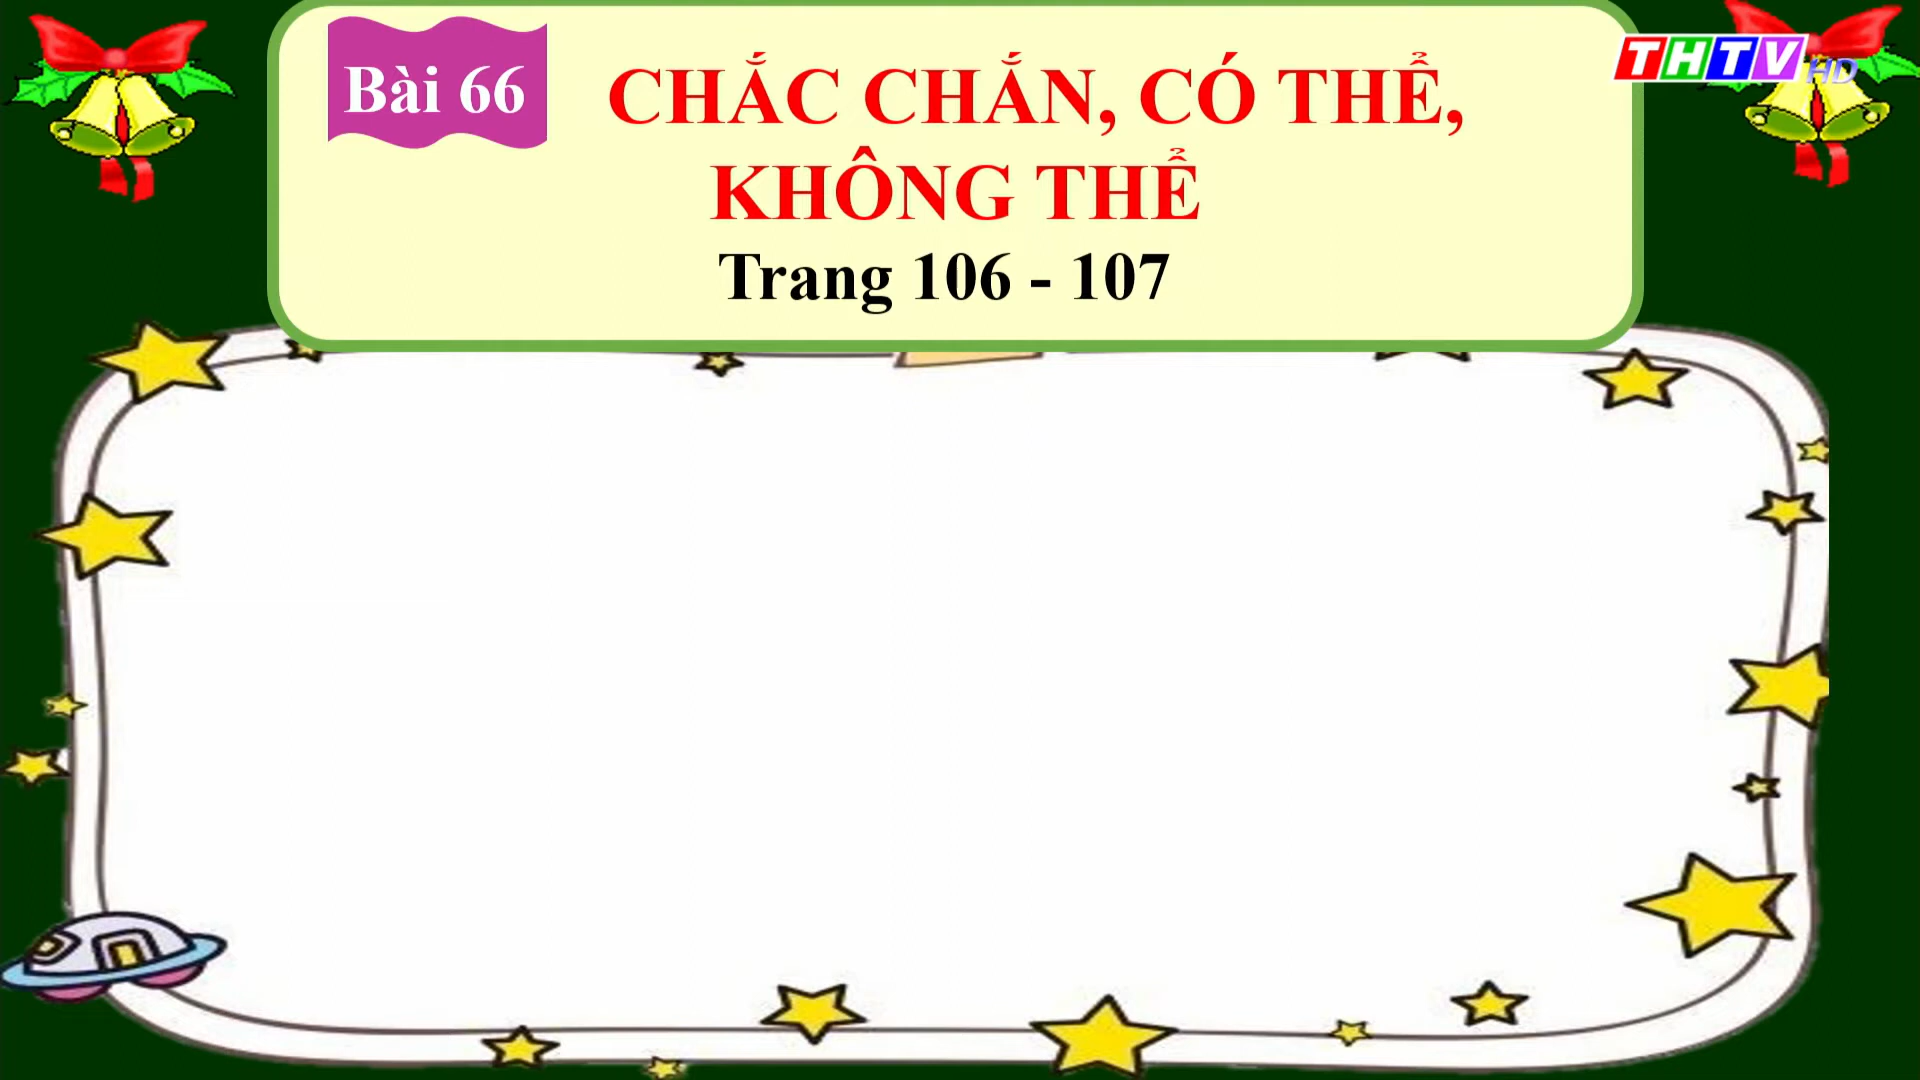 Bài 66
CHẮC CHẮN, CÓ THỂ,
KHÔNG THỂ
Trang 106 - 107
THTV HD